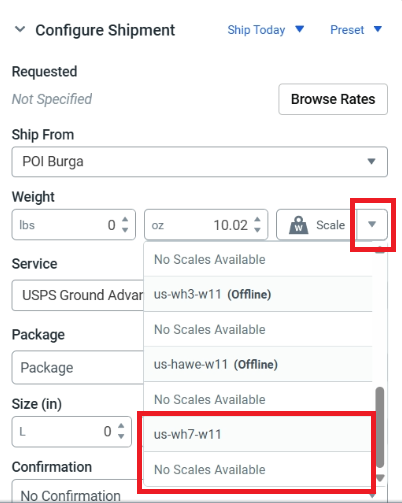 Configure Shipment Ship Today Preset
Requested
Not Specified Browse Rates
Ship From
POI Burga
Weight
lbs 0 oz 10.02 W Scale
No Scales Available
Service
us-wh3-w11 (Offline)
USPS Ground Advan
No Scales Available
Package
us-hawe-w11 (Offline)
Package
No Scales Available
Size (in)
L 0
us-wh7-w11
Confirmation
No Scales Available
No Confirmation